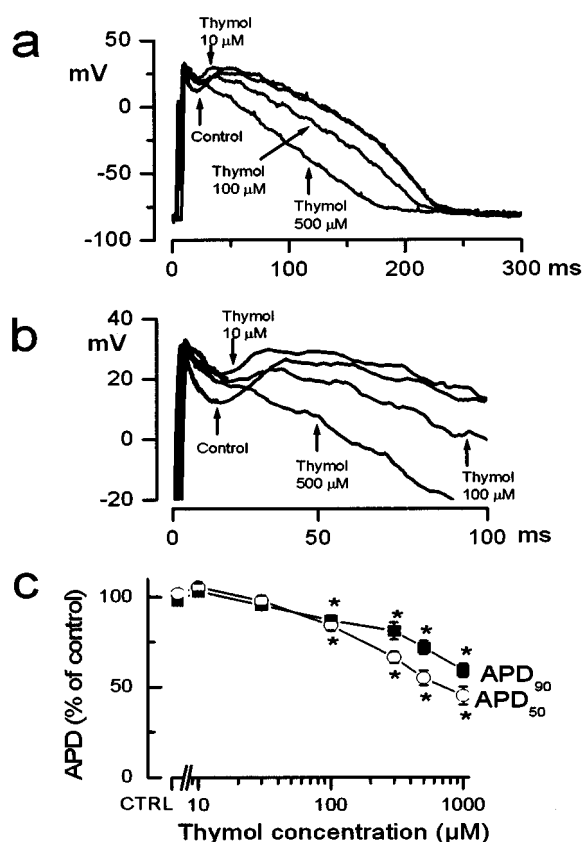 a
mV
0
-50
-100
Thymol
10 µM
Control
Thymol
100 µM
Thymol
500 µM
0 100 200 300 ms
b
mV
40
20
0
-20
Thymol
10 µM
Control
Thymol
500 µM
Thymol
100 µM
0 50 100 ms
c
APD (% of control)
100
50
0
* * * *
* * * *
APD90
APD50
CTRL 10 100 1000
Thymol concentration (µM)